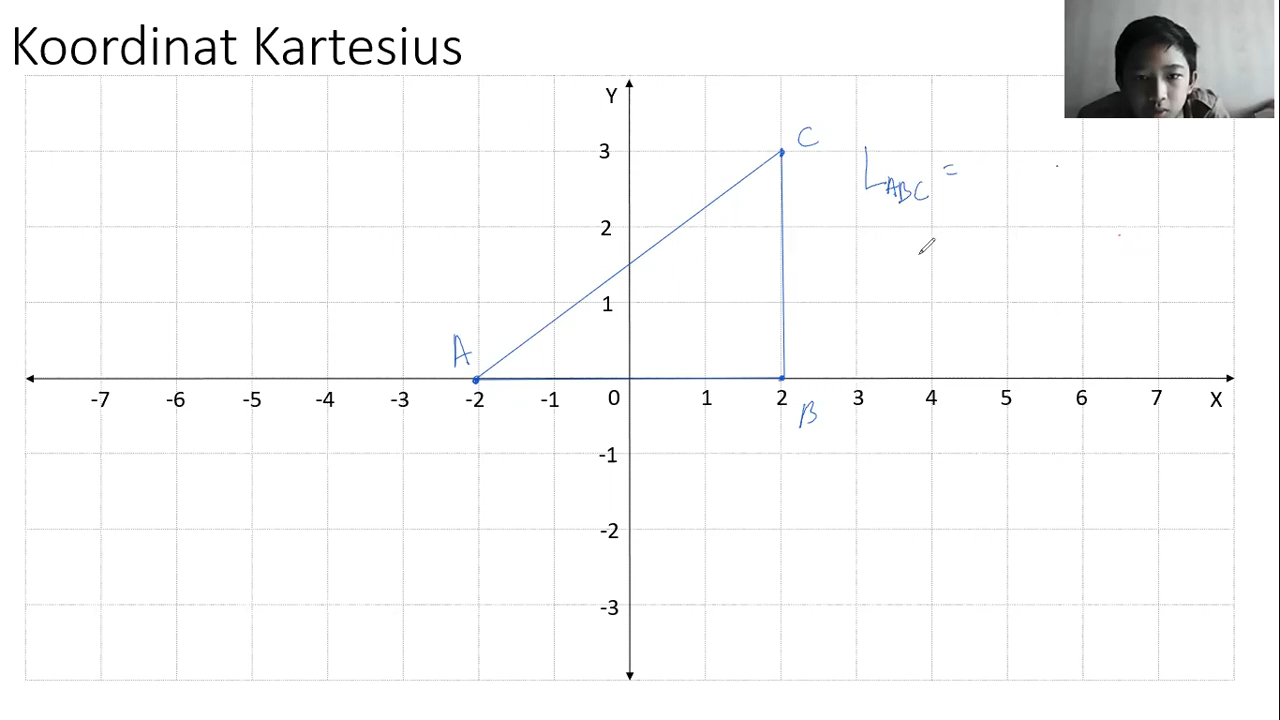 Koordinat Kartesius
Y
3
C
L ABC =
2
1
A
-7 -6 -5 -4 -3 -2 -1 0 1 2 3 4 5 6 7 X
B
-1
-2
-3